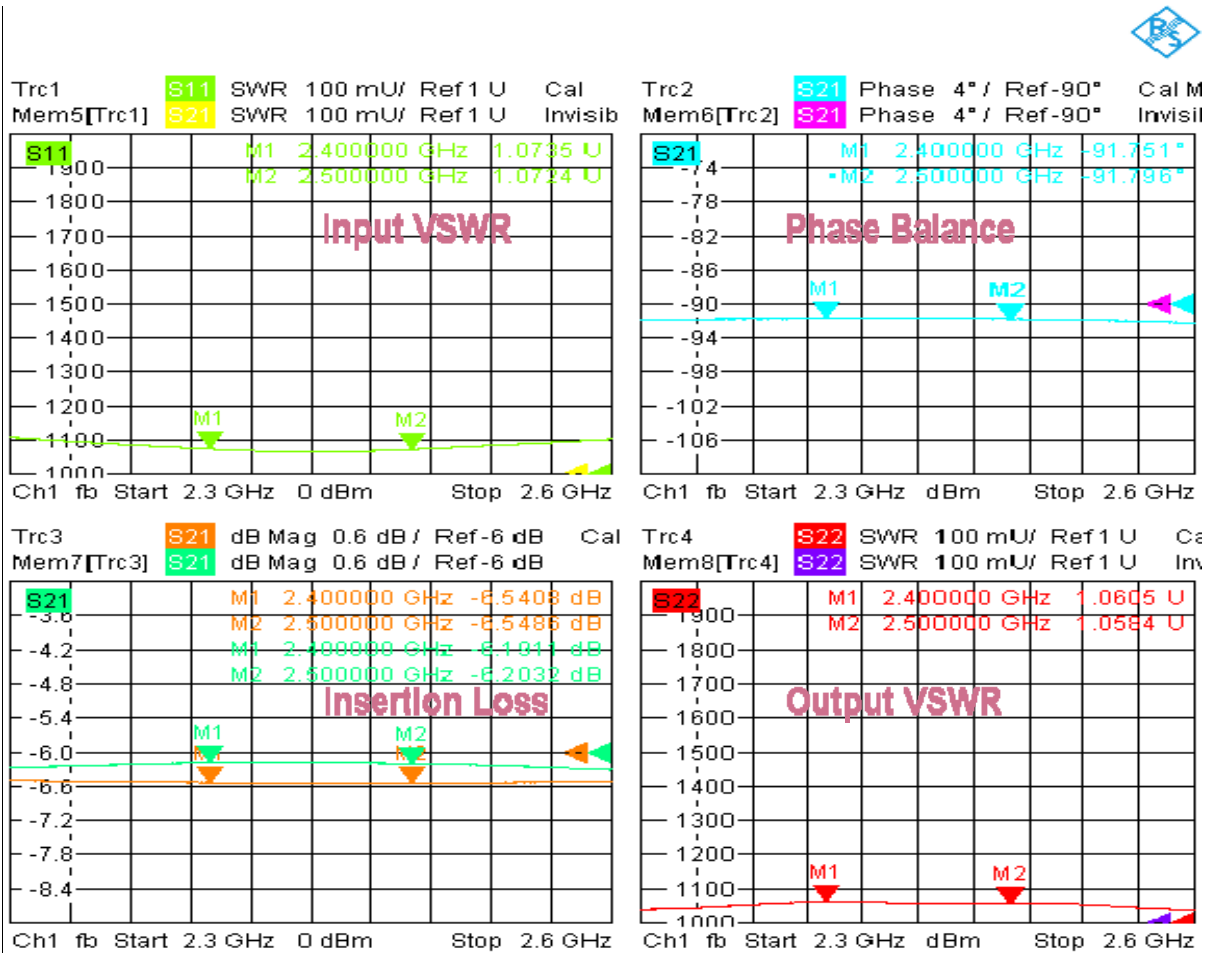 R&S
Trc1 S11 SWR 100 mU/ Ref 1 U Cal
Mem5[Trc1] S21 SWR 100 mU/ Ref 1 U Invisib
S11
M1 2.400000 GHz 1.0735 U
M2 2.500000 GHz 1.0724 U
Input VSWR
1900
1800
1700
1600
1500
1400
1300
1200
1100
1000
M1 M2
Ch1 fb Start 2.3 GHz 0 dBm Stop 2.6 GHz
Trc2 S21 Phase 4°/ Ref -90° Cal M
Mem6[Trc2] S21 Phase 4°/ Ref -90° Invisil
S21
M1 2.400000 GHz -91.751°
•M2 2.500000 GHz -91.796°
Phase Balance
-74
-78
-82
-86
-90
-94
-98
-102
-106
M1 M2
Ch1 fb Start 2.3 GHz dBm Stop 2.6 GHz
Trc3 S21 dB Mag 0.6 dB/ Ref -6 dB Cal
Mem7[Trc3] S21 dB Mag 0.6 dB/ Ref -6 dB
S21
M1 2.400000 GHz -6.5408 dB
M2 2.500000 GHz -6.5486 dB
M1 2.400000 GHz dB
M2 2.500000 GHz -6.2032 dB
Insertion Loss
-3.6
-4.2
-4.8
-5.4
-6.0
-6.6
-7.2
-7.8
-8.4
M1 M2
M1 M2
Ch1 fb Start 2.3 GHz 0 dBm Stop 2.6 GHz
Trc4 S22 SWR 100 mU/ Ref 1 U Ca
Mem8[Trc4] S22 SWR 100 mU/ Ref 1 U Inv
S22
M1 2.400000 GHz 1.0605 U
M2 2.500000 GHz 1.0584 U
Output VSWR
1900
1800
1700
1600
1500
1400
1300
1200
1100
1000
M1 M2
Ch1 fb Start 2.3 GHz dBm Stop 2.6 GHz